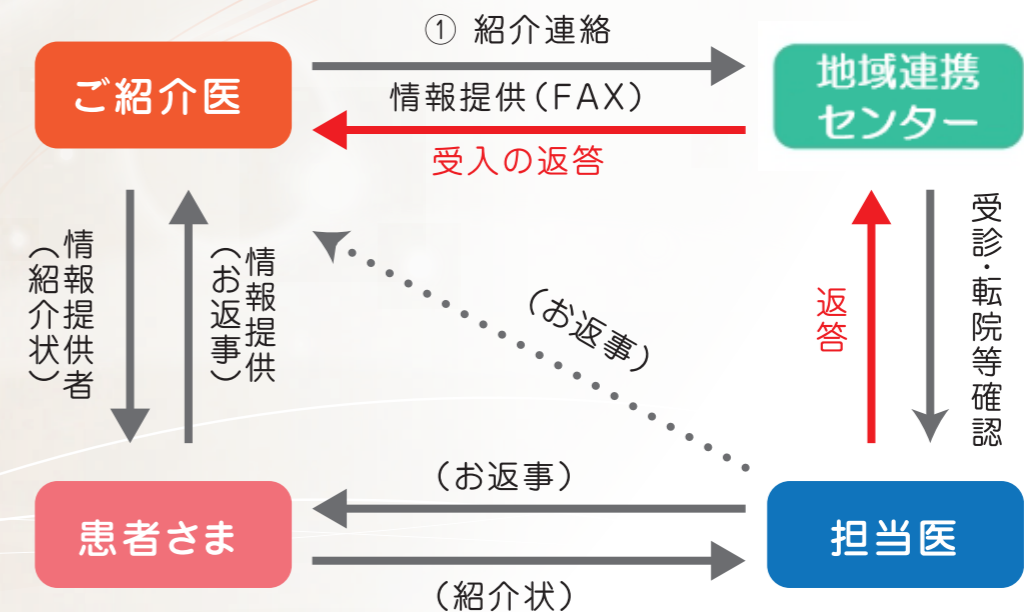 ① 紹介連絡
ご紹介医
情報提供（FAX）
地域連携
センター
受入の返答
情報提供者
（紹介状）
情報提供
（お返事）
（お返事）
返答
受診・転院等確認
（お返事）
患者さま
担当医
（紹介状）